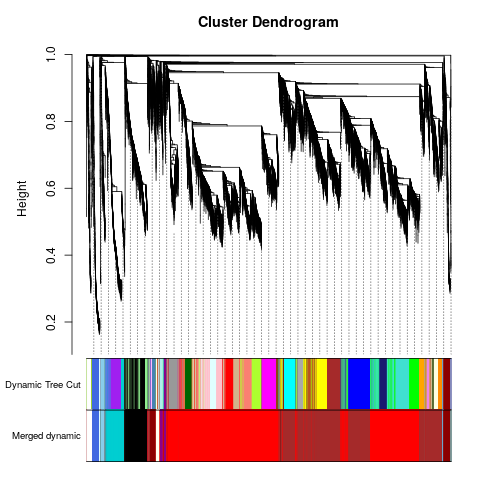 Cluster Dendrogram
Height
1.0
0.8
0.6
0.4
0.2
Dynamic Tree Cut
Merged dynamic